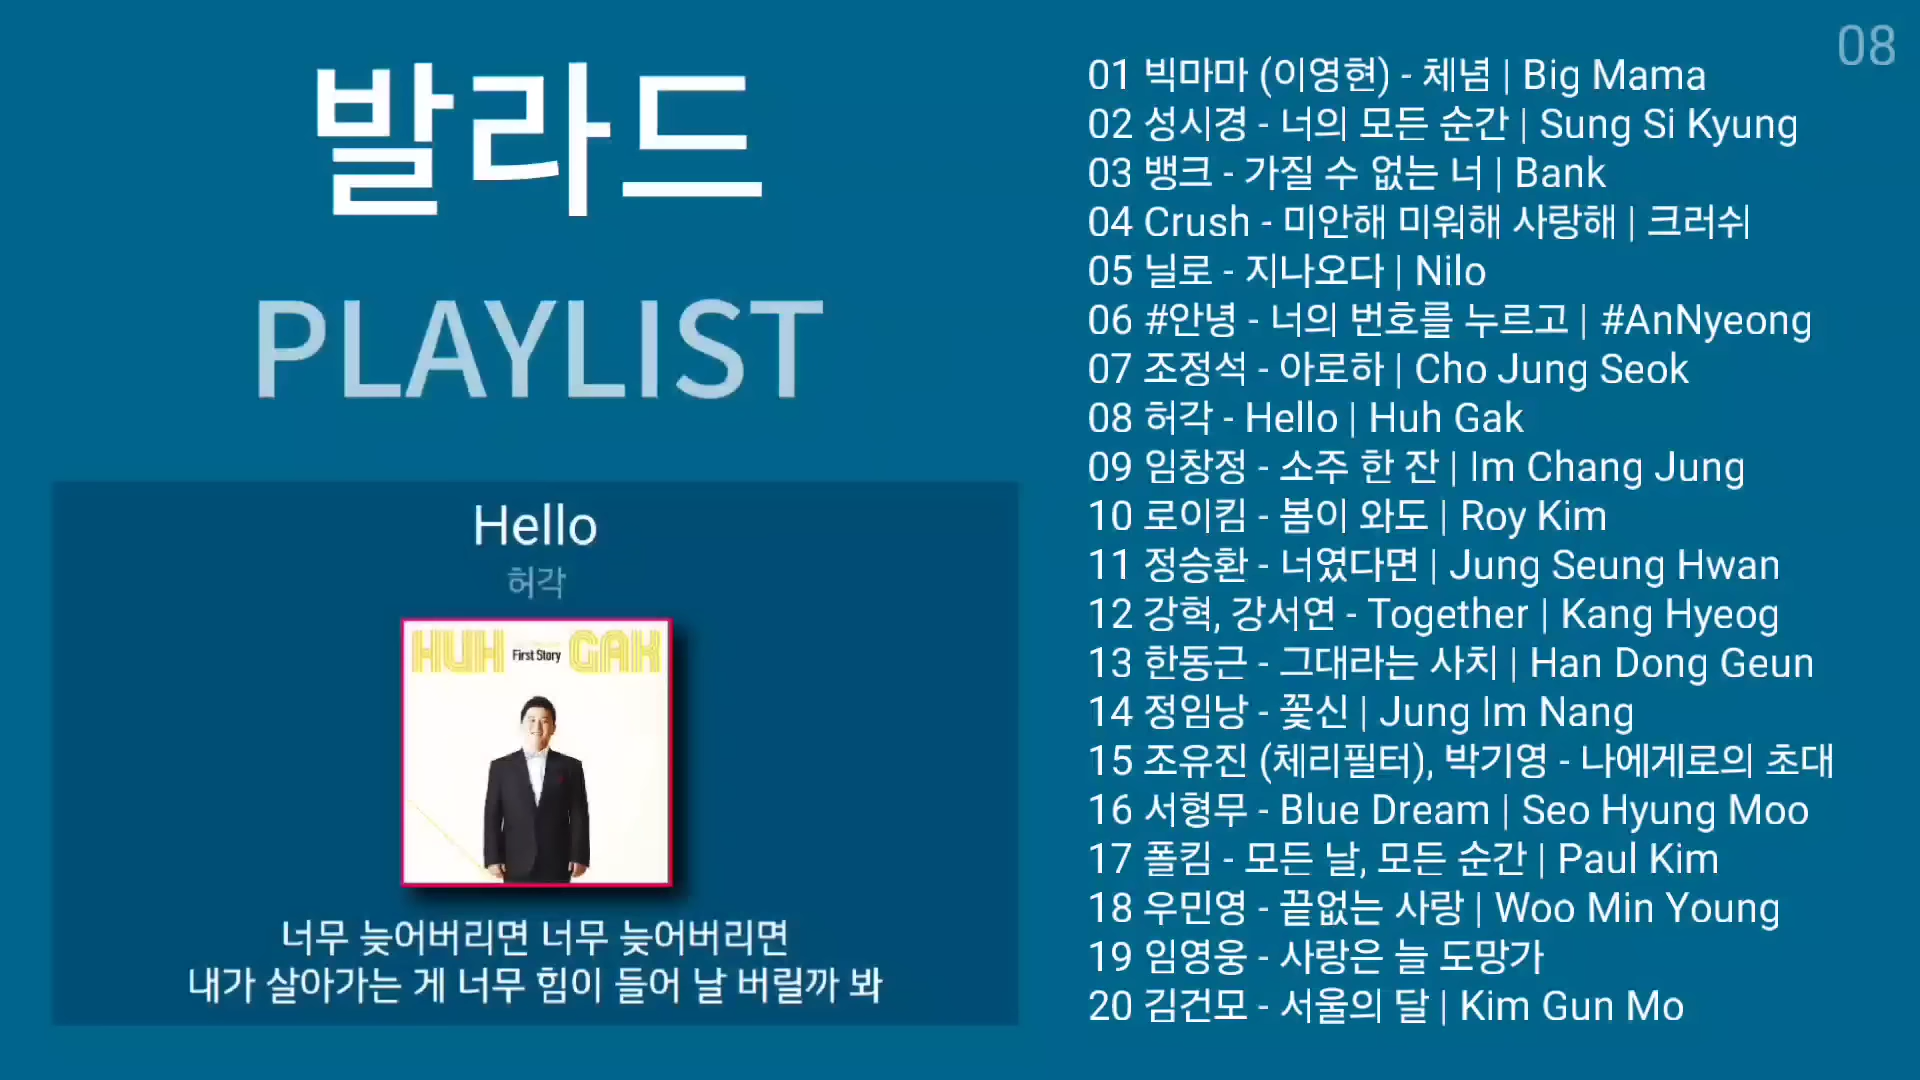 08
발라드
PLAYLIST
Hello
허각
HUH First Story GAK
너무 늦어버리면 너무 늦어버리면
내가 살아가는 게 너무 힘이 들어 날 버릴까 봐
01 빅마마 (이영현) - 체념 | Big Mama
02 성시경 - 너의 모든 순간 | Sung Si Kyung
03 뱅크 - 가질 수 없는 너 | Bank
04 Crush - 미안해 미워해 사랑해 | 크러쉬
05 닐로 - 지나오다 | Nilo
06 #안녕 - 너의 번호를 누르고 | #AnNyeong
07 조정석 - 아로하 | Cho Jung Seok
08 허각 - Hello | Huh Gak
09 임창정 - 소주 한 잔 | Im Chang Jung
10 로이킴 - 봄이 와도 | Roy Kim
11 정승환 - 너였다면 | Jung Seung Hwan
12 강혁, 강서연 - Together | Kang Hyeog
13 한동근 - 그대라는 사치 | Han Dong Geun
14 정임낭 - 꽃신 | Jung Im Nang
15 조유진 (체리필터), 박기영 - 나에게로의 초대
16 서형무 - Blue Dream | Seo Hyung Moo
17 폴킴 - 모든 날, 모든 순간 | Paul Kim
18 우민영 - 끝없는 사랑 | Woo Min Young
19 임영웅 - 사랑은 늘 도망가
20 김건모 - 서울의 달 | Kim Gun Mo